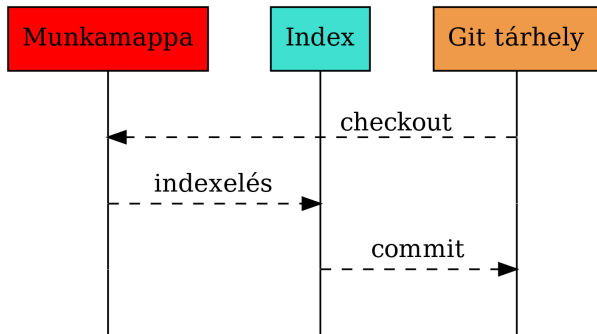 Munkamappa
Index
Git tárhely
checkout
indexelés
commit